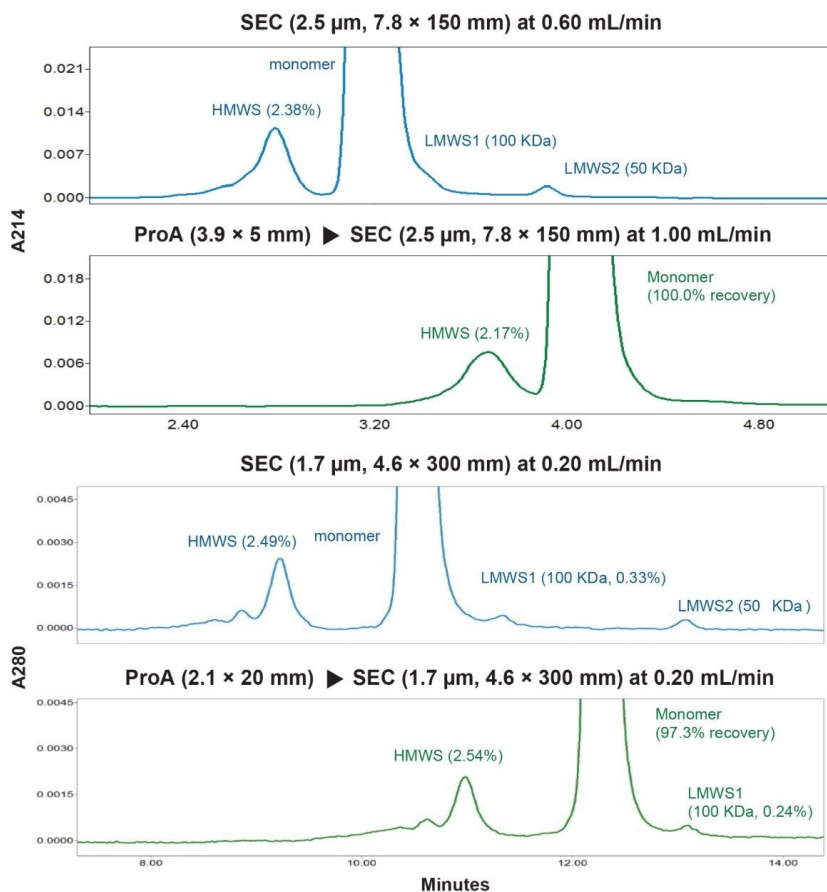 SEC (2.5 µm, 7.8 × 150 mm) at 0.60 mL/min
0.021
0.014
0.007
0.000
monomer
HMWS (2.38%)
LMWS1 (100 KDa)
LMWS2 (50 KDa)
A214
ProA (3.9 × 5 mm) ▶ SEC (2.5 µm, 7.8 × 150 mm) at 1.00 mL/min
0.018
0.012
0.006
0.000
HMWS (2.17%)
Monomer
(100.0% recovery)
2.40 3.20 4.00 4.80
SEC (1.7 µm, 4.6 × 300 mm) at 0.20 mL/min
0.0045
0.0030
0.0015
0.0000
HMWS (2.49%)
monomer
LMWS1 (100 KDa, 0.33%)
LMWS2 (50 KDa)
A280
ProA (2.1 × 20 mm) ▶ SEC (1.7 µm, 4.6 × 300 mm) at 0.20 mL/min
0.0045
0.0030
0.0015
0.0000
HMWS (2.54%)
Monomer
(97.3% recovery)
LMWS1
(100 KDa, 0.24%)
8.00 10.00 12.00 14.00
Minutes